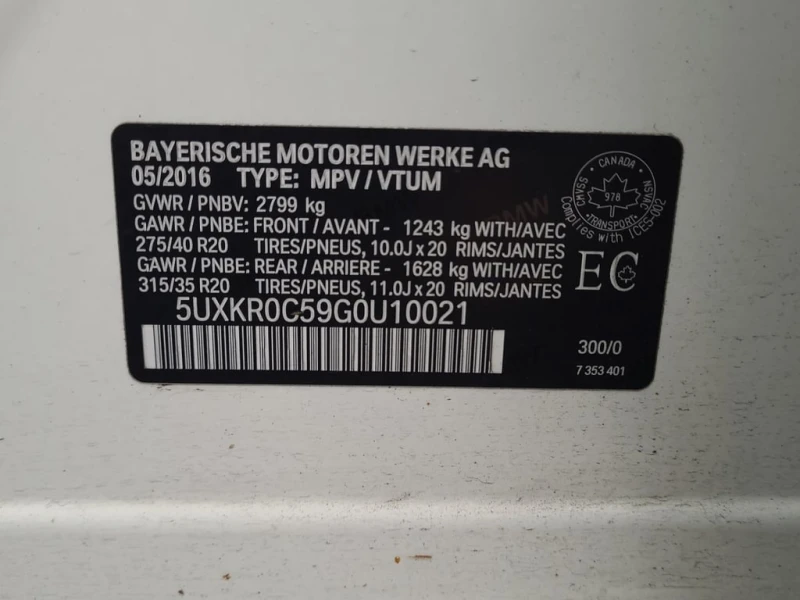 BAYERISCHE MOTOREN WERKE AG
05/2016 TYPE: MPV / VTUM
GVWR / PNBV: 2799 kg
GAWR / PNBE: FRONT / AVANT - 1243 kg WITH/AVEC
275/40 R20 TIRES/PNEUS, 10.0J x 20 RIMS/JANTES
GAWR / PNBE: REAR / ARRIERE - 1628 kg WITH/AVEC
315/35 R20 TIRES/PNEUS, 11.0J x 20 RIMS/JANTES
5UXKR0C59G0U10021
CMVSS • CANADA • NSVAC
978
TRANSPORT
Complies with ICES-002
EC
300/0
7 353 401